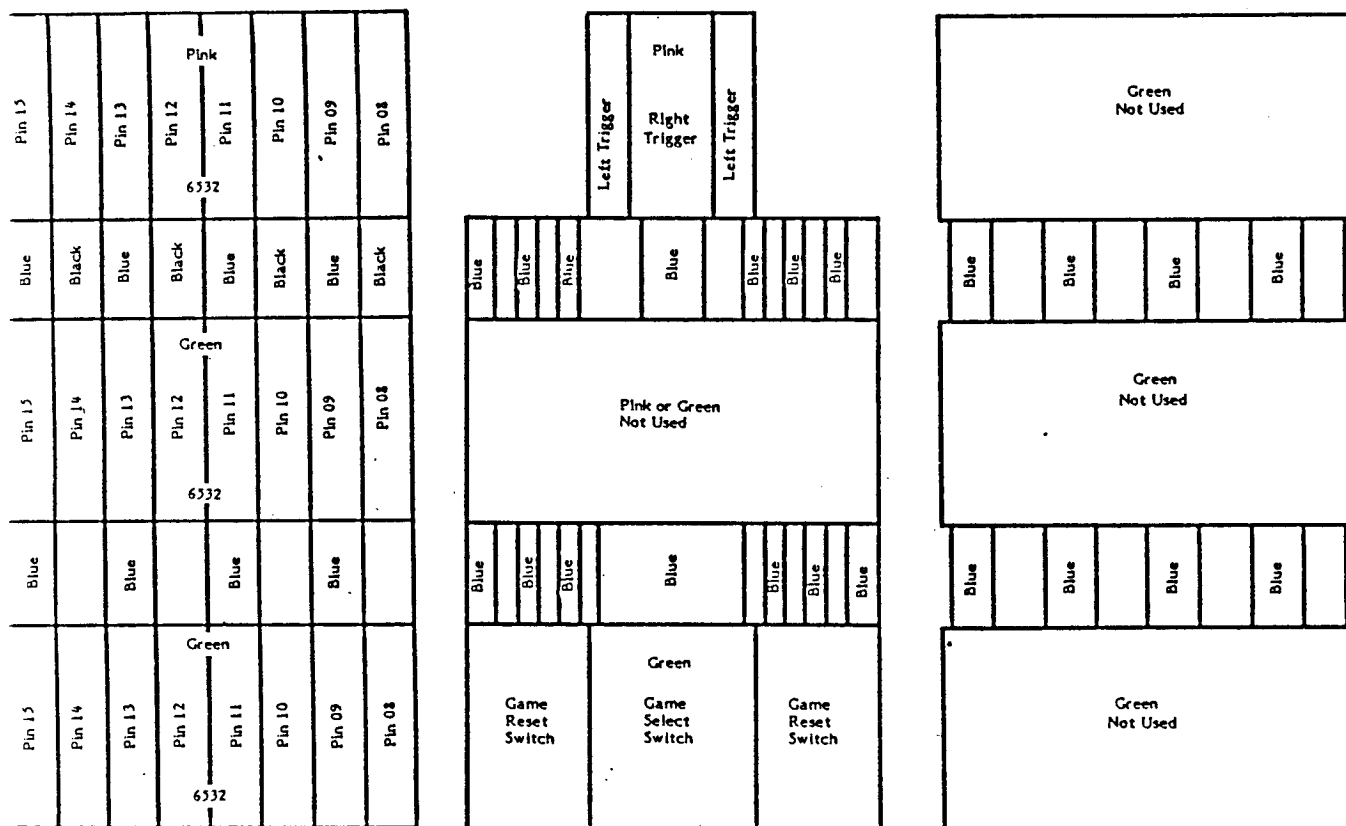 Pink
Pin 15
Pin 14
Pin 13
Pin 12
Pin 11
Pin 10
Pin 09
Pin 08
6532
Blue
Black
Blue
Black
Blue
Black
Blue
Black
Green
Pin 15
Pin 14
Pin 13
Pin 12
Pin 11
Pin 10
Pin 09
Pin 08
6532
Blue
Blue
Blue
Blue
Green
Pin 15
Pin 14
Pin 13
Pin 12
Pin 11
Pin 10
Pin 09
Pin 08
6532
Left Trigger
Pink
Right
Trigger
Left Trigger
Blue
Blue
Blue
Blue
Blue
Blue
Blue
Pink or Green
Not Used
Blue
Blue
Blue
Blue
Blue
Blue
Blue
Green
Game
Reset
Switch
Game
Select
Switch
Game
Reset
Switch
Green
Not Used
Blue
Blue
Blue
Blue
Green
Not Used
Blue
Blue
Blue
Blue
Green
Not Used